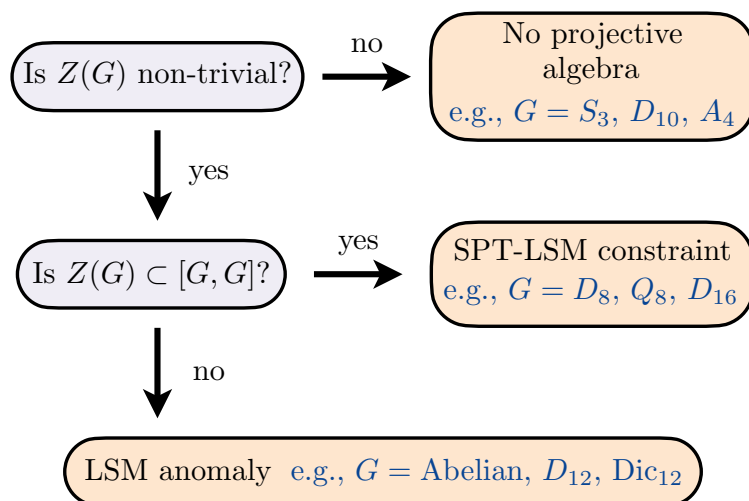 Is Z(G) non-trivial?
no
No projective
algebra
e.g., G = S₃, D₁₀, A₄
yes
Is Z(G) ⊂ [G, G]?
yes
SPT-LSM constraint
e.g., G = D₈, Q₈, D₁₆
no
LSM anomaly e.g., G = Abelian, D₁₂, Dic₁₂